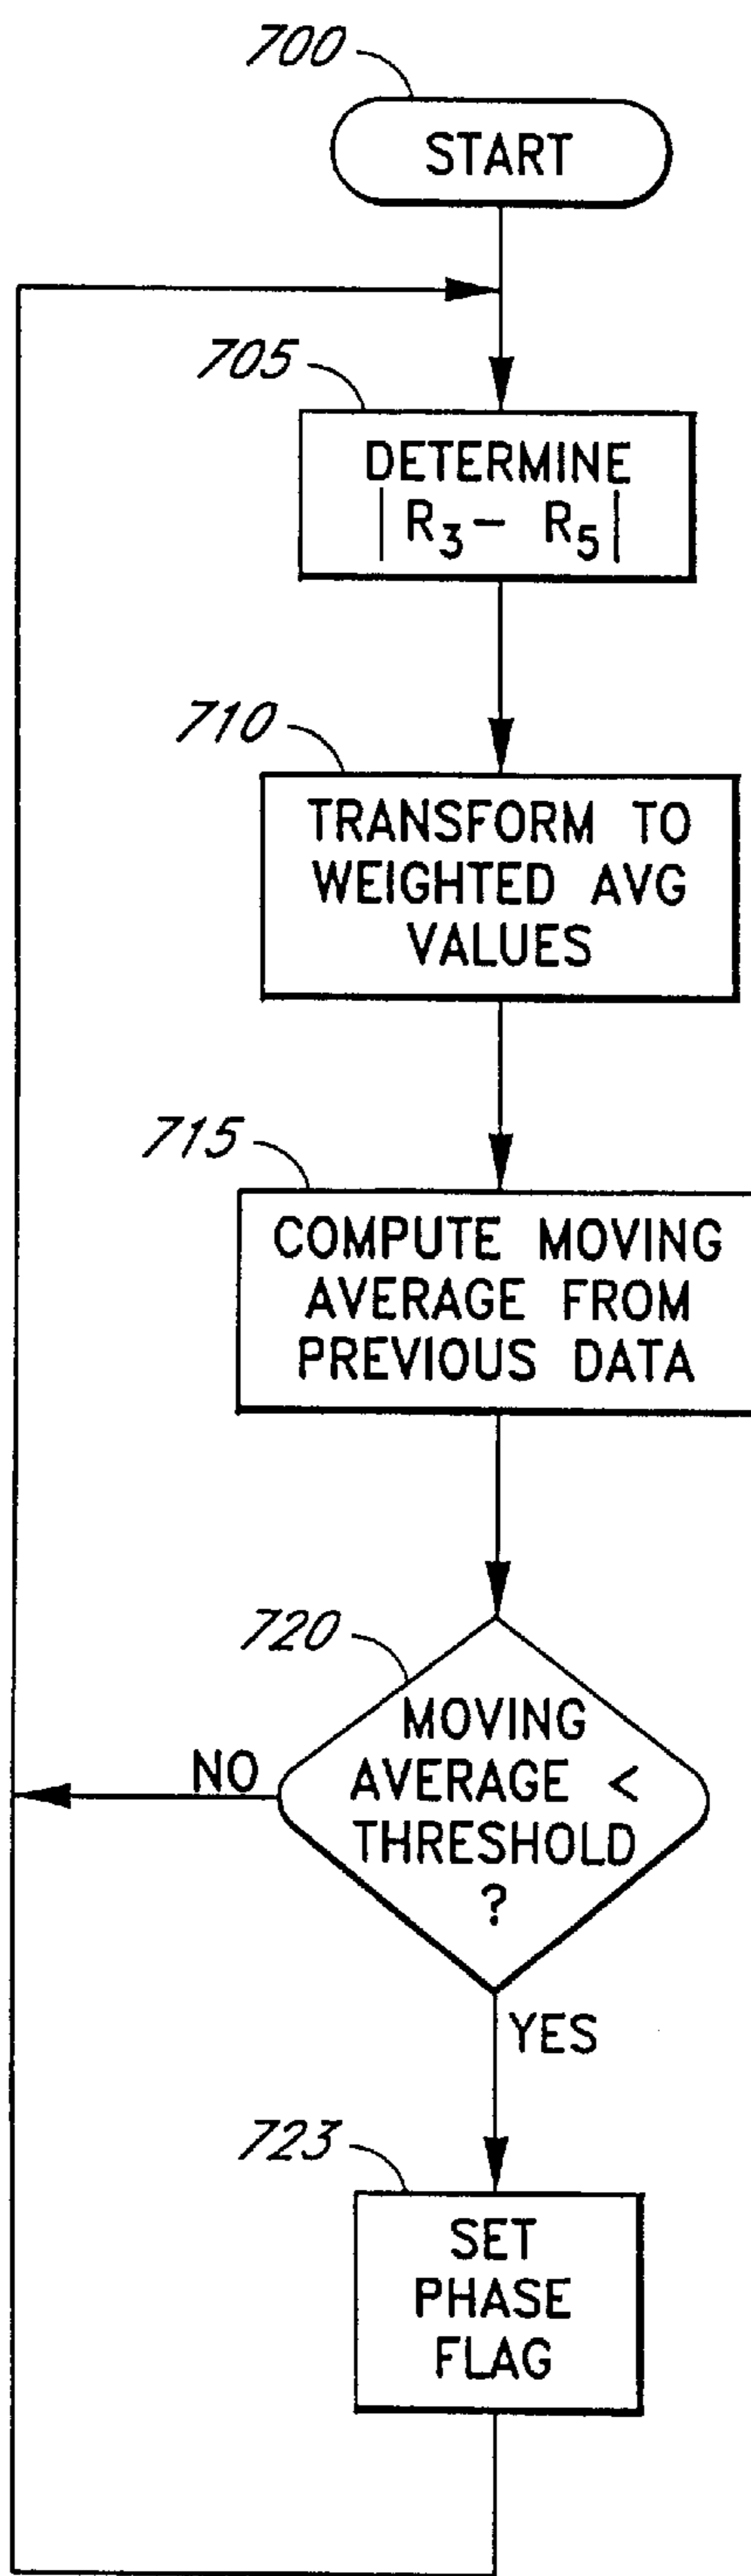 700
START
705
DETERMINE
| R₃ − R₅ |
710
TRANSFORM TO
WEIGHTED AVG
VALUES
715
COMPUTE MOVING
AVERAGE FROM
PREVIOUS DATA
720
MOVING
AVERAGE <
THRESHOLD
?
NO
YES
723
SET
PHASE
FLAG